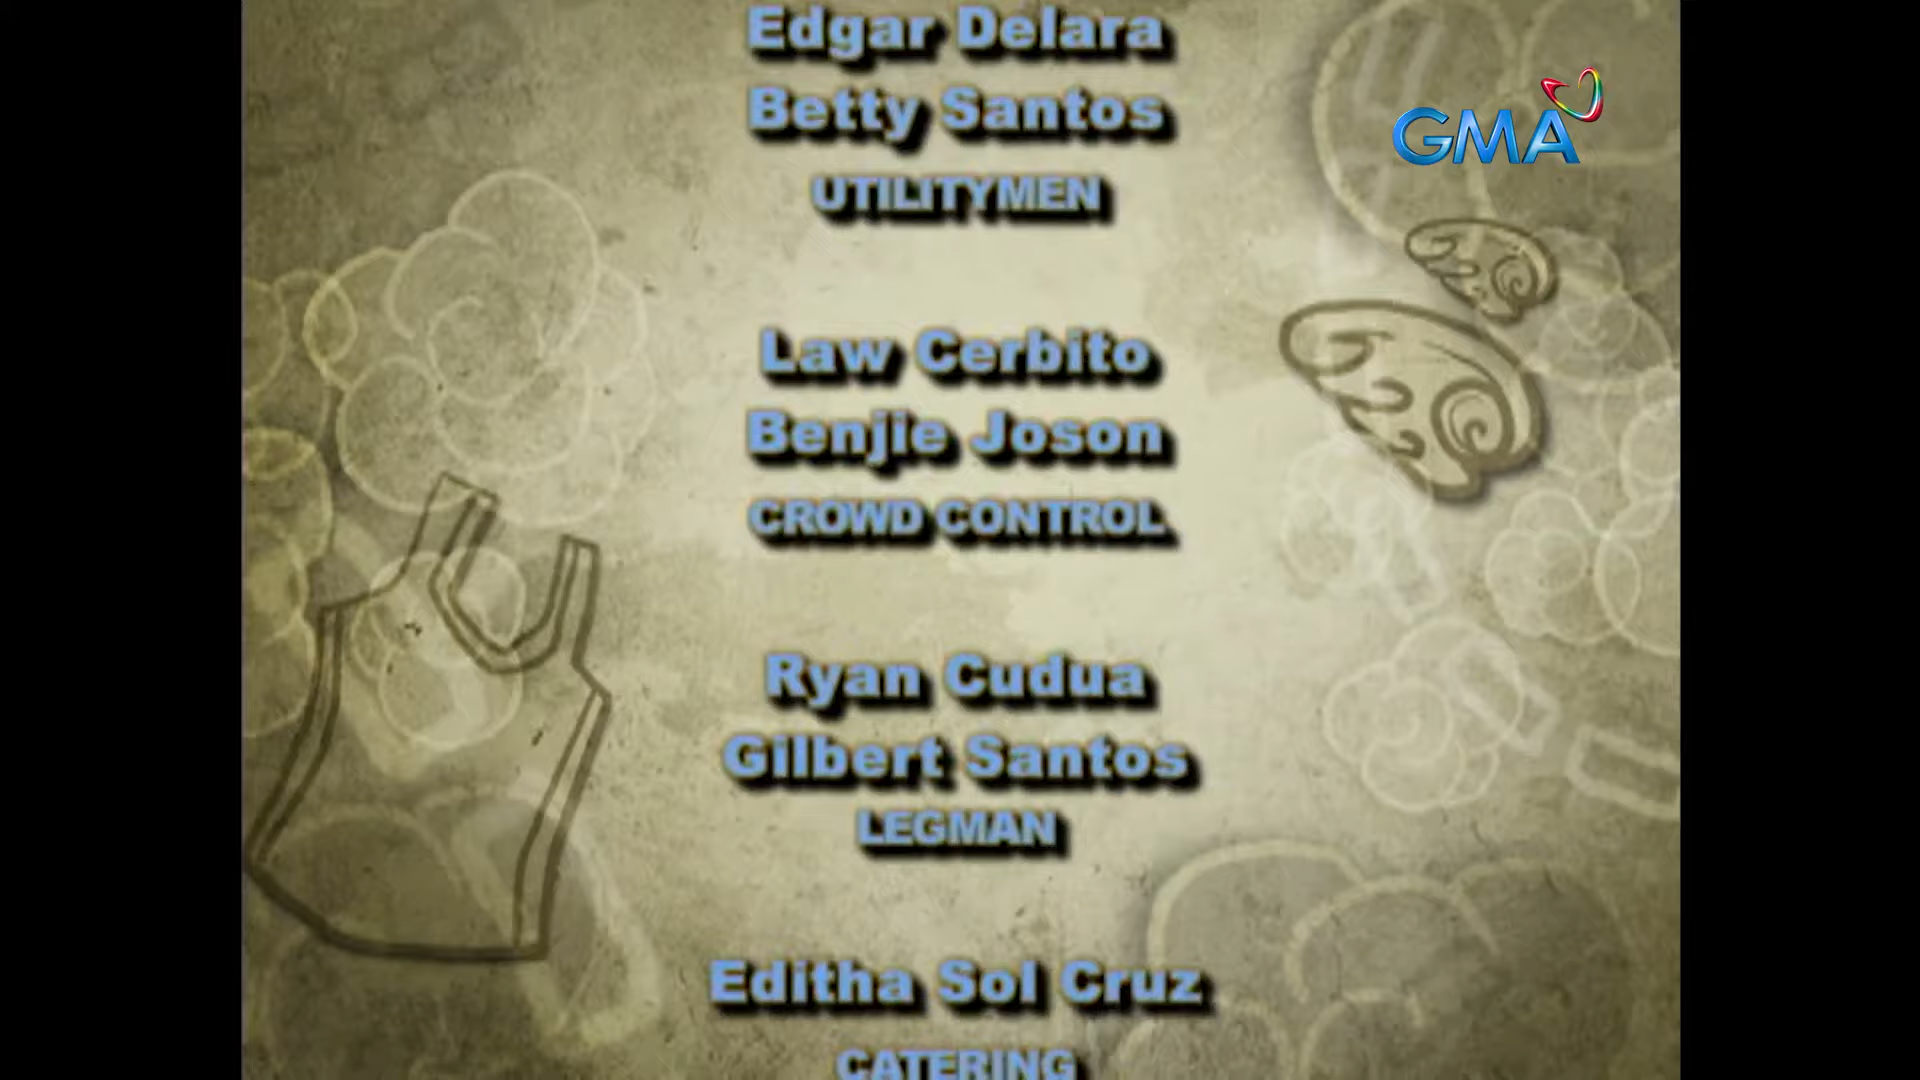 Edgar Delara
Betty Santos
UTILITYMEN
GMA
Law Cerbito
Benjie Joson
CROWD CONTROL
Ryan Cudua
Gilbert Santos
LEGMAN
Editha Sol Cruz
CATERING